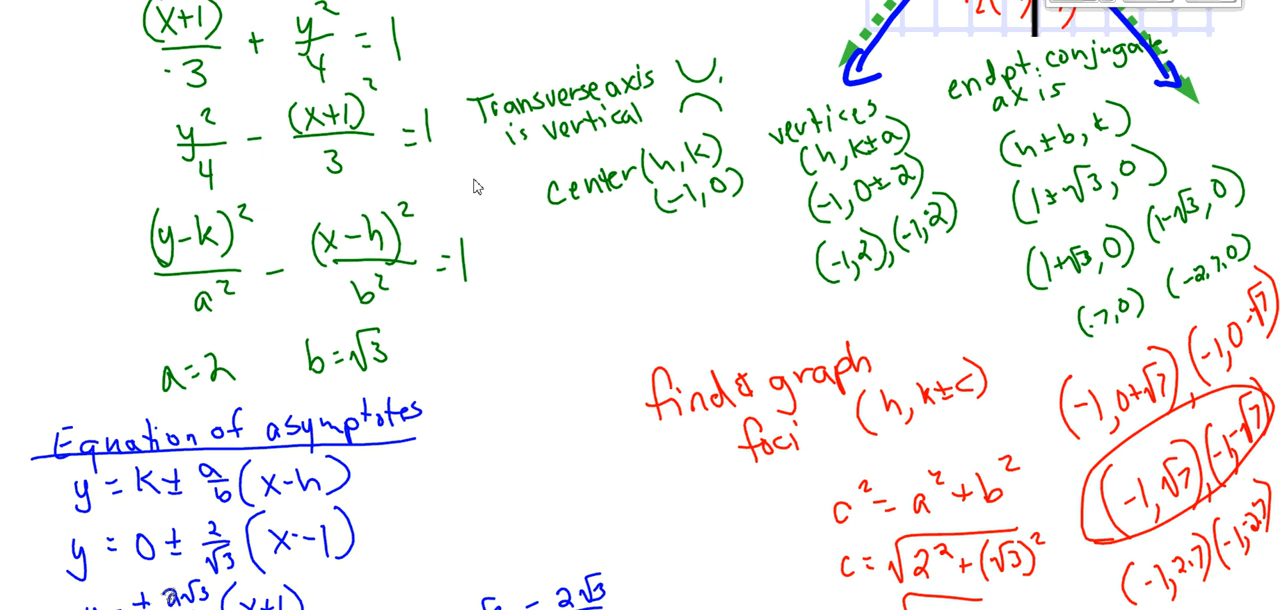 (x+1)/-3 + y²/4 = 1
y²/4 - (x+1)²/3 = 1
(y-k)²/a² - (x-h)²/b² = 1
a=2 b=√3
Equation of asymptotes
y = k ± a/b (x-h)
y = 0 ± 2/√3 (x--1)
± 2√3 (x+1)
Transverse axis
is vertical
center (h,k)
(-1,0)
vertices
(h, k±a)
(-1, 0±2)
(-1,2),(-1,-2)
endpt. conjugate
axis
(h±b, k)
(1±√3, 0)
(1+√3, 0) (1-√3, 0)
(.7,0) (-2.7,0)
find & graph
foci
(h, k±c)
c² = a² + b²
c = √(2² + (√3)²)
(-1, 0+√7) (-1, 0-√7)
(-1, √7), (-1, -√7)
(-1, 2.7) (-1, -2.7)
= 2√3